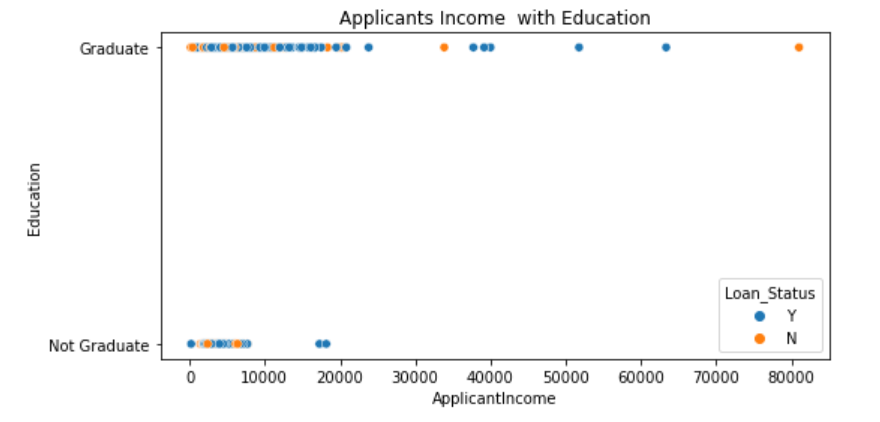 Applicants Income  with Education
Graduate
Education
Not Graduate
Loan_Status
Y
N
0 10000 20000 30000 40000 50000 60000 70000 80000
ApplicantIncome